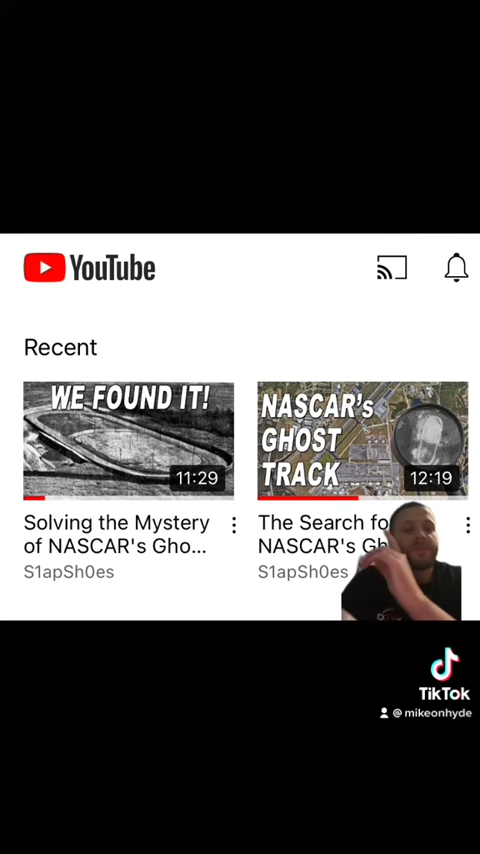 YouTube
Recent
WE FOUND IT!
11:29
NASCAR's
GHOST
TRACK
12:19
Solving the Mystery
of NASCAR's Gho...
S1apSh0es
The Search fo
NASCAR's Gh
S1apSh0es
TikTok
@ mikeonhyde